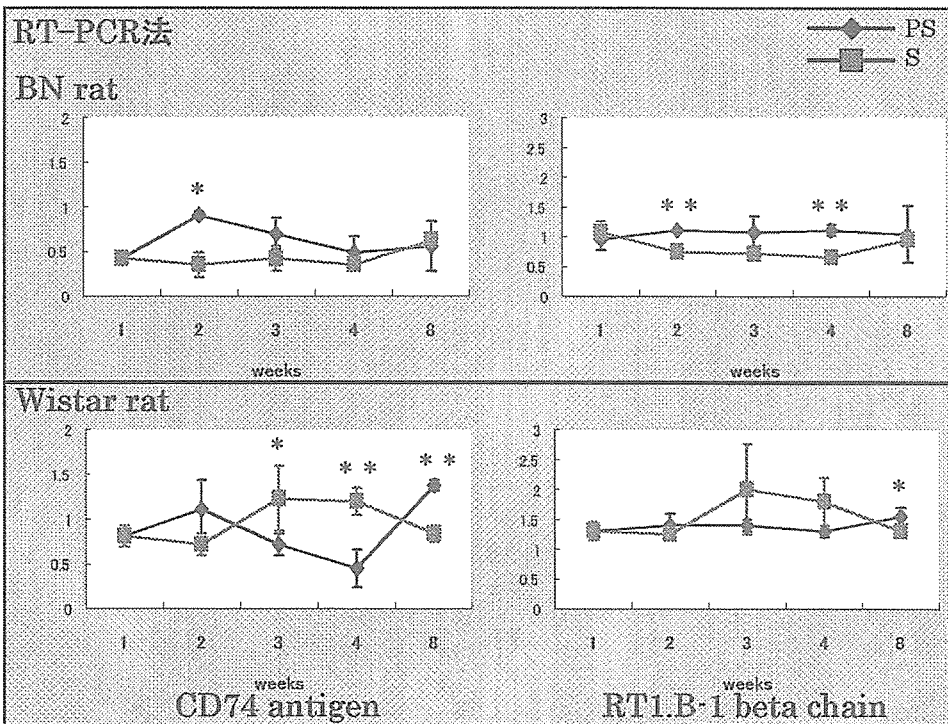 RT-PCR法
PS
S
BN rat
2
1.5
1
0.5
0
*
1 2 3 4 8
weeks
3
2.5
2
1.5
1
0.5
0
* * * *
1 2 3 4 8
weeks
Wistar rat
2
1.5
1
0.5
0
* * * * *
1 2 3 4 8
weeks
CD74 antigen
3
2.5
2
1.5
1
0.5
0
*
1 2 3 4 8
weeks
RT1.B-1 beta chain